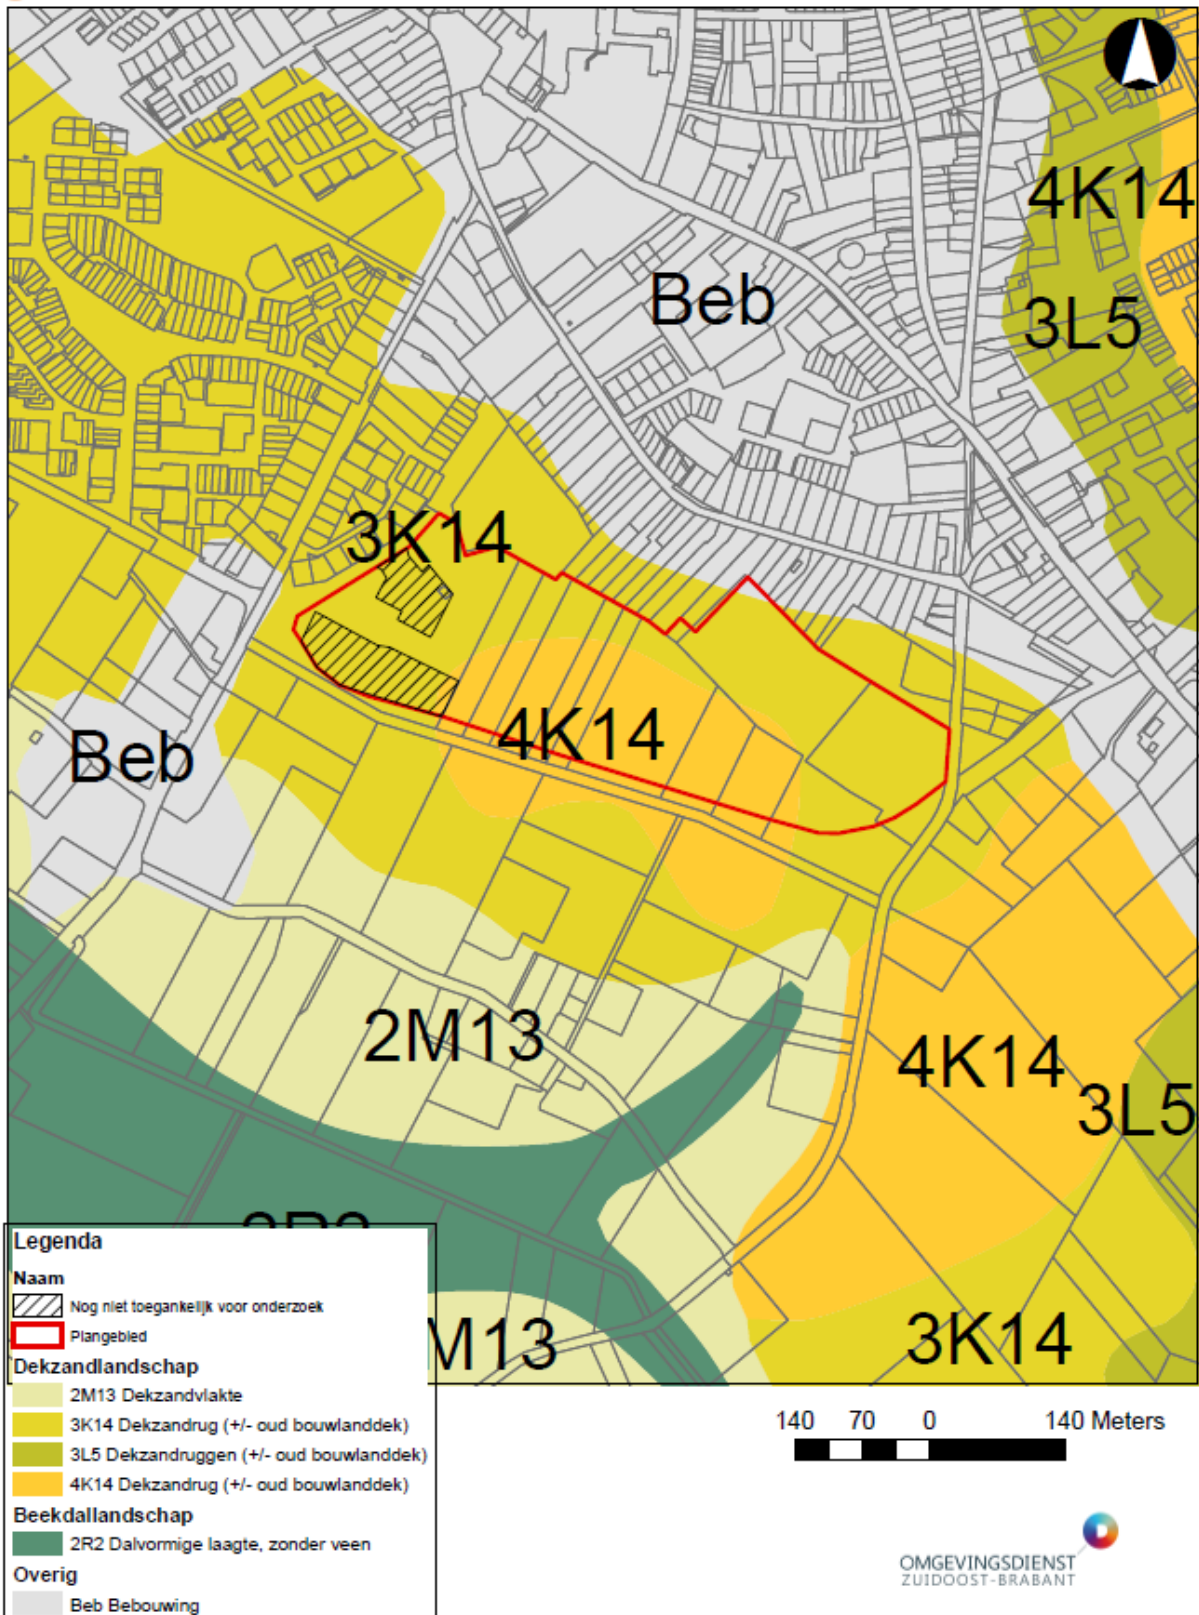 4K14
Beb
3L5
3K14
4K14
Beb
2M13
4K14
3L5
2R2
M13
3K14
Legenda
Naam
Nog niet toegankelijk voor onderzoek
Plangebied
Dekzandlandschap
2M13 Dekzandvlakte
3K14 Dekzandrug (+/- oud bouwlanddek)
3L5 Dekzandruggen (+/- oud bouwlanddek)
4K14 Dekzandrug (+/- oud bouwlanddek)
Beekdallandschap
2R2 Dalvormige laagte, zonder veen
Overig
Beb Bebouwing
140 70 0 140 Meters
OMGEVINGSDIENST
ZUIDOOST-BRABANT